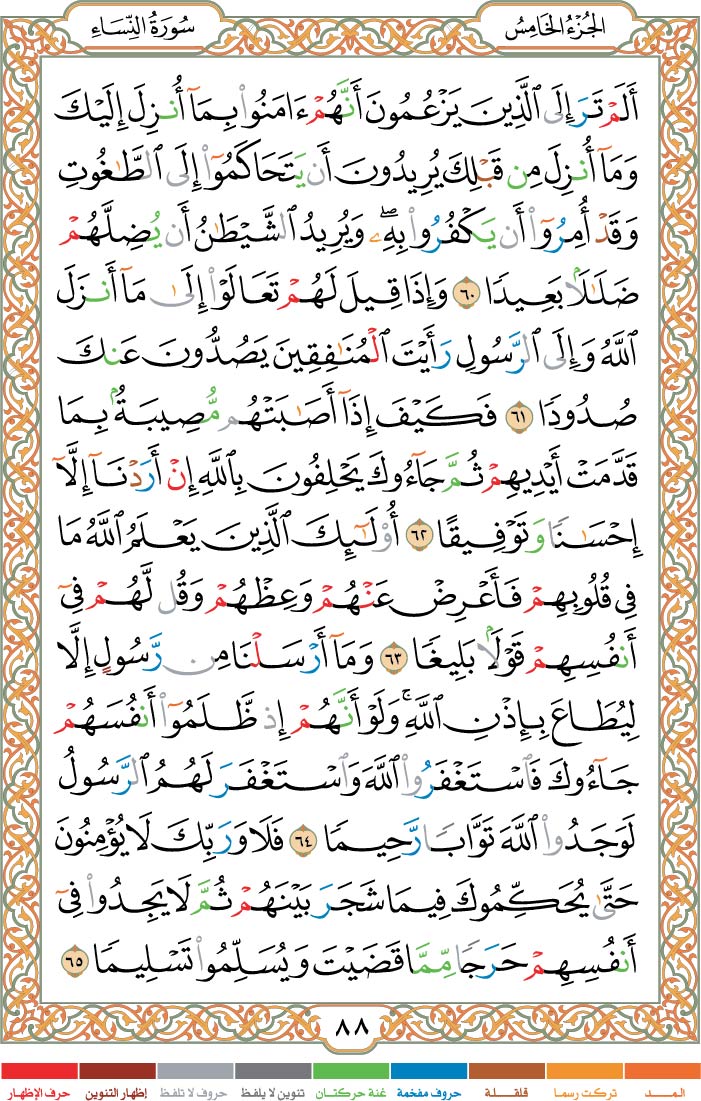 الجُزْءُ الخَامِسُ
سُورَةُ النِّسَاءِ
أَلَمْ تَرَ إِلَى ٱلَّذِينَ يَزْعُمُونَ أَنَّهُمْ ءَامَنُوا۟ بِمَآ أُنزِلَ إِلَيْكَ
وَمَآ أُنزِلَ مِن قَبْلِكَ يُرِيدُونَ أَن يَتَحَاكَمُوٓا۟ إِلَى ٱلطَّٰغُوتِ
وَقَدْ أُمِرُوٓا۟ أَن يَكْفُرُوا۟ بِهِۦۖ وَيُرِيدُ ٱلشَّيْطَٰنُ أَن يُضِلَّهُمْ
ضَلَٰلًۢا بَعِيدًا ٦٠ وَإِذَا قِيلَ لَهُمْ تَعَالَوْا۟ إِلَىٰ مَآ أَنزَلَ
ٱللَّهُ وَإِلَى ٱلرَّسُولِ رَأَيْتَ ٱلْمُنَٰفِقِينَ يَصُدُّونَ عَنكَ
صُدُودًا ٦١ فَكَيْفَ إِذَآ أَصَٰبَتْهُم مُّصِيبَةٌۢ بِمَا
قَدَّمَتْ أَيْدِيهِمْ ثُمَّ جَآءُوكَ يَحْلِفُونَ بِٱللَّهِ إِنْ أَرَدْنَآ إِلَّآ
إِحْسَٰنًا وَتَوْفِيقًا ٦٢ أُو۟لَٰٓئِكَ ٱلَّذِينَ يَعْلَمُ ٱللَّهُ مَا
فِى قُلُوبِهِمْ فَأَعْرِضْ عَنْهُمْ وَعِظْهُمْ وَقُل لَّهُمْ فِىٓ
أَنفُسِهِمْ قَوْلًۢا بَلِيغًا ٦٣ وَمَآ أَرْسَلْنَا مِن رَّسُولٍ إِلَّا
لِيُطَاعَ بِإِذْنِ ٱللَّهِۚ وَلَوْ أَنَّهُمْ إِذ ظَّلَمُوٓا۟ أَنفُسَهُمْ
جَآءُوكَ فَٱسْتَغْفَرُوا۟ ٱللَّهَ وَٱسْتَغْفَرَ لَهُمُ ٱلرَّسُولُ
لَوَجَدُوا۟ ٱللَّهَ تَوَّابًا رَّحِيمًا ٦٤ فَلَا وَرَبِّكَ لَا يُؤْمِنُونَ
حَتَّىٰ يُحَكِّمُوكَ فِيمَا شَجَرَ بَيْنَهُمْ ثُمَّ لَا يَجِدُوا۟ فِىٓ
أَنفُسِهِمْ حَرَجًا مِّمَّا قَضَيْتَ وَيُسَلِّمُوا۟ تَسْلِيمًا ٦٥
٨٨
المـد تركت رسما قلقلة حروف مفخمة غنة حركتان تنوين لا يلفظ حروف لا تلفظ إظهار التنوين حرف الإظهار